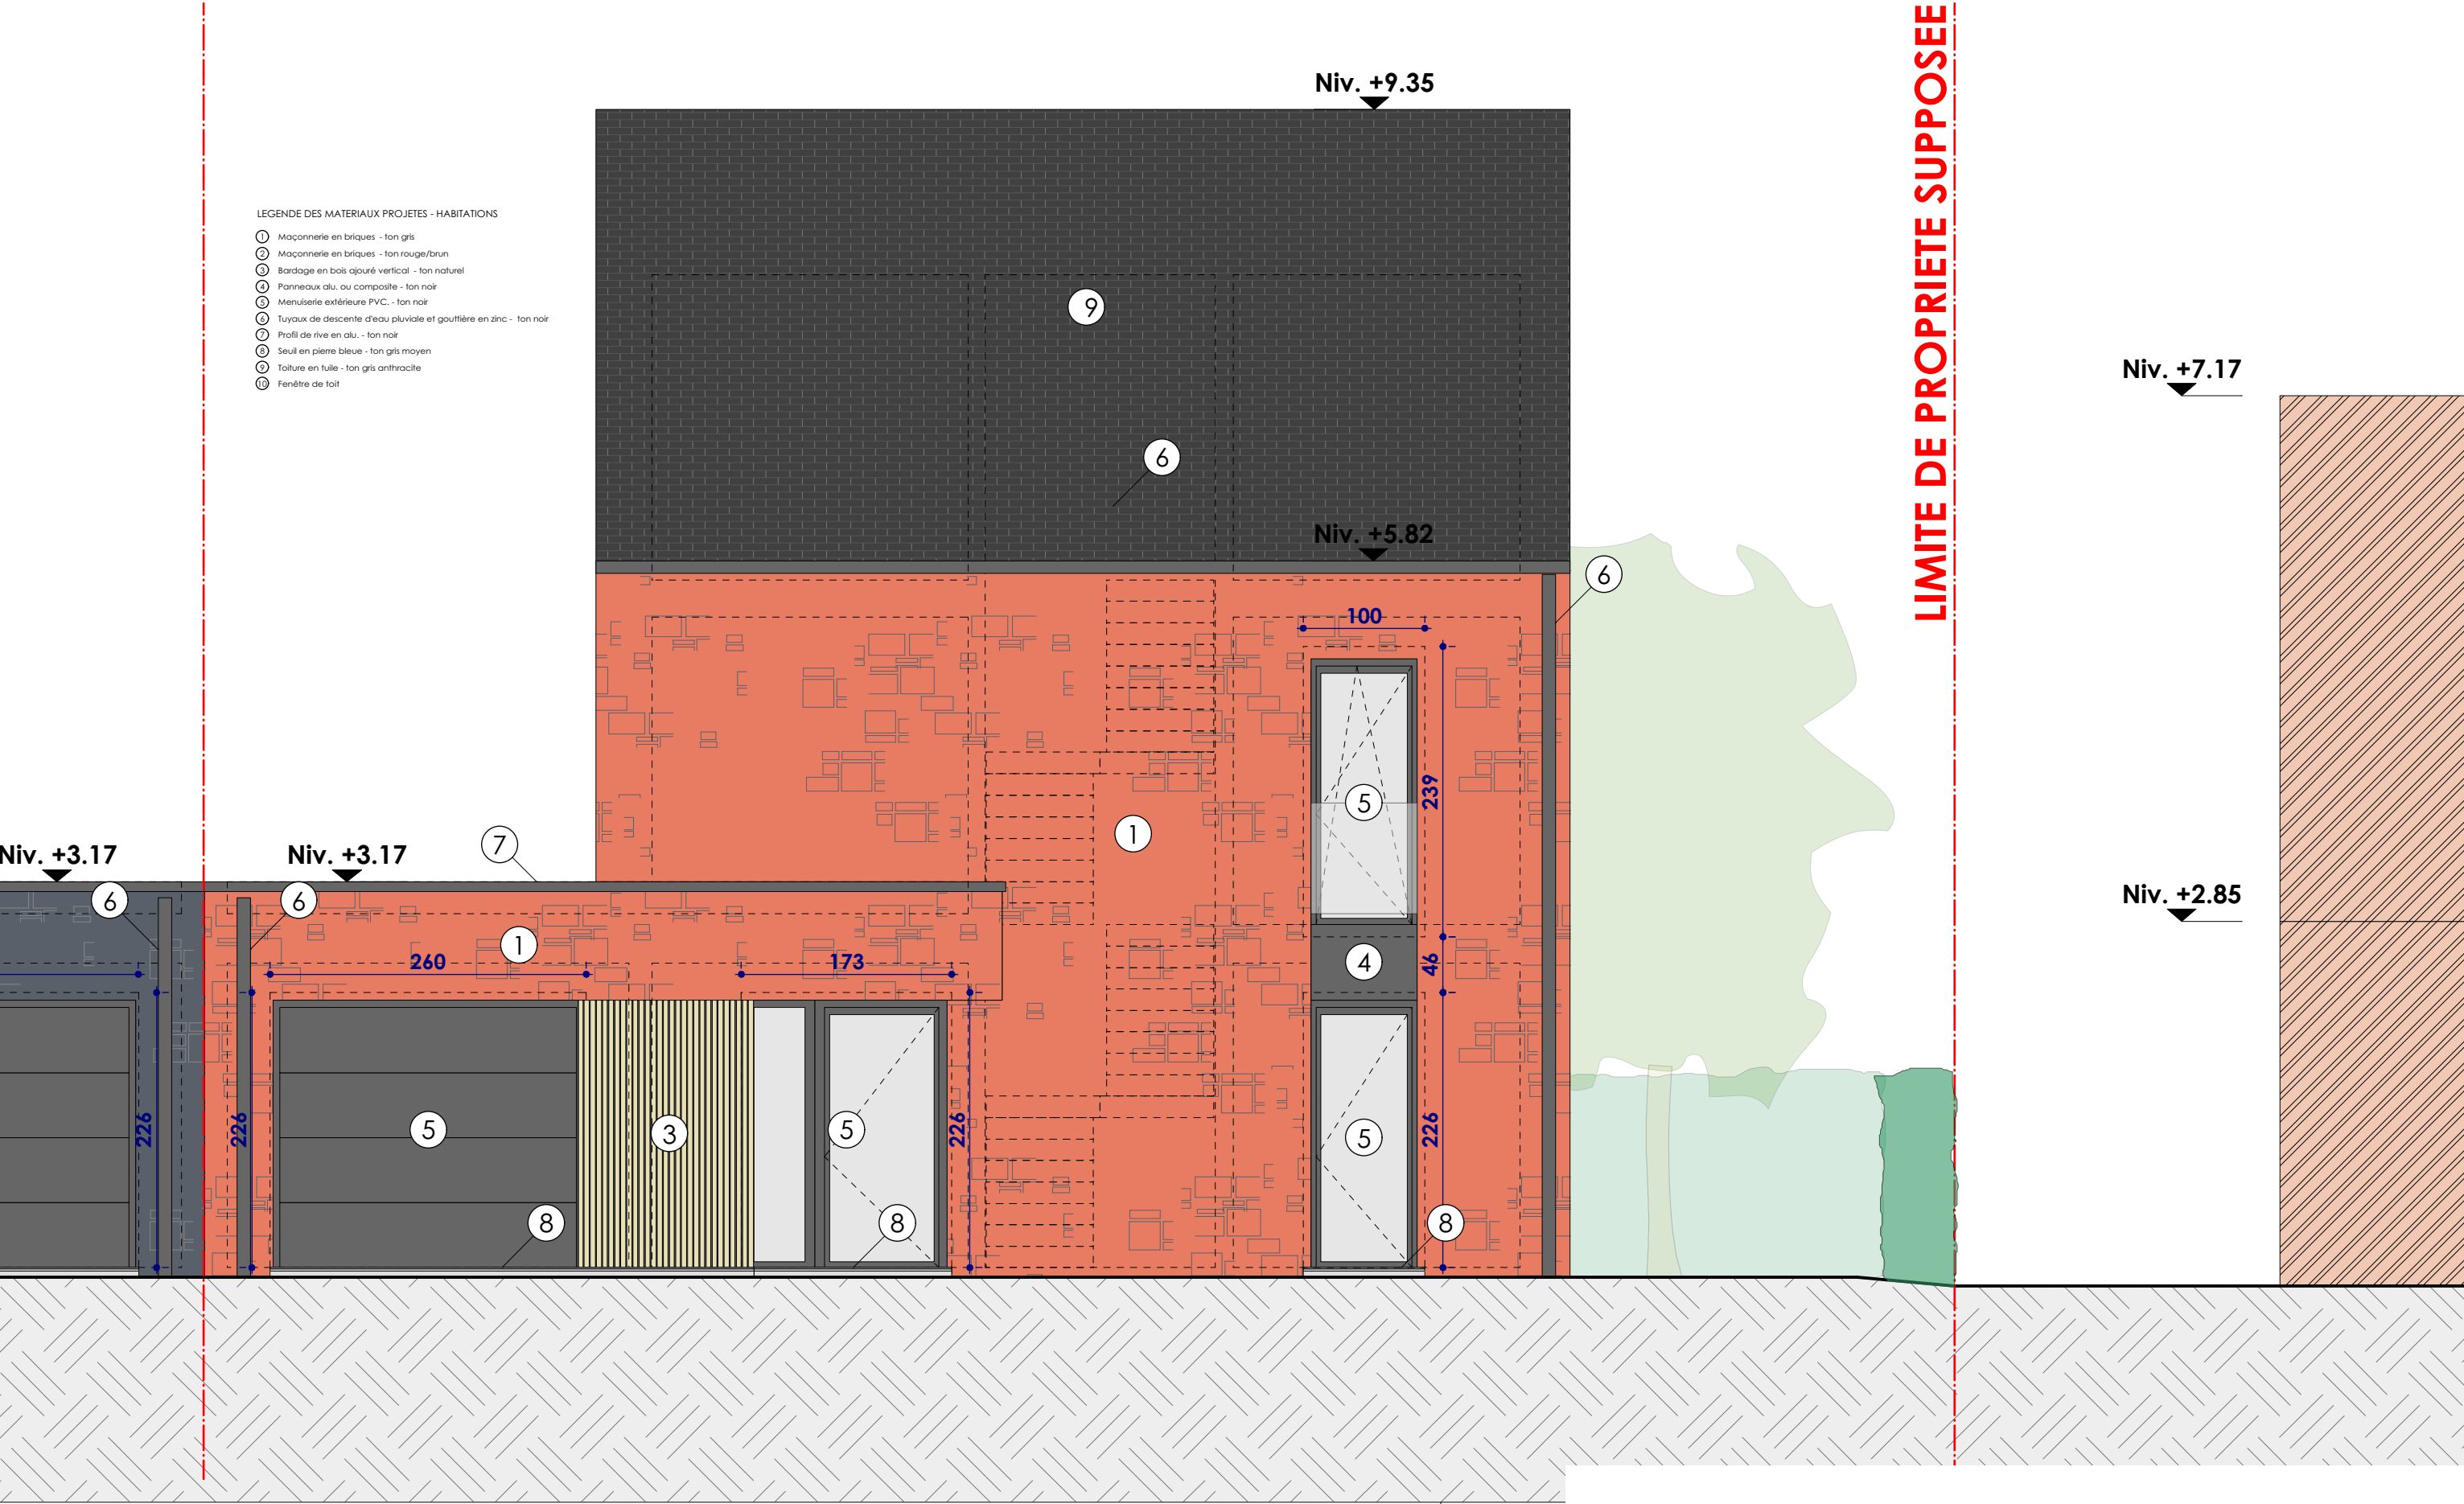 LIMITE DE PROPRIETE SUPPOSEE
Niv. +9.35
LEGENDE DES MATERIAUX PROJETES - HABITATIONS
1 Maçonnerie en briques - ton gris
2 Maçonnerie en briques - ton rouge/brun
3 Bardage en bois ajouré vertical - ton naturel
4 Panneaux alu. ou composite - ton noir
5 Menuiserie extérieure PVC. - ton noir
6 Tuyaux de descente d'eau pluviale et gouttière en zinc - ton noir
7 Profil de rive en alu. - ton noir
8 Seuil en pierre bleue - ton gris moyen
9 Toiture en tuile - ton gris anthracite
10 Fenêtre de toit
9
Niv. +7.17
6
Niv. +5.82
6
100
239
5
1
7
Niv. +3.17
Niv. +3.17
6
6
Niv. +2.85
1
260
173
4
46
226
226
5
3
5
226
5
226
8
8
8